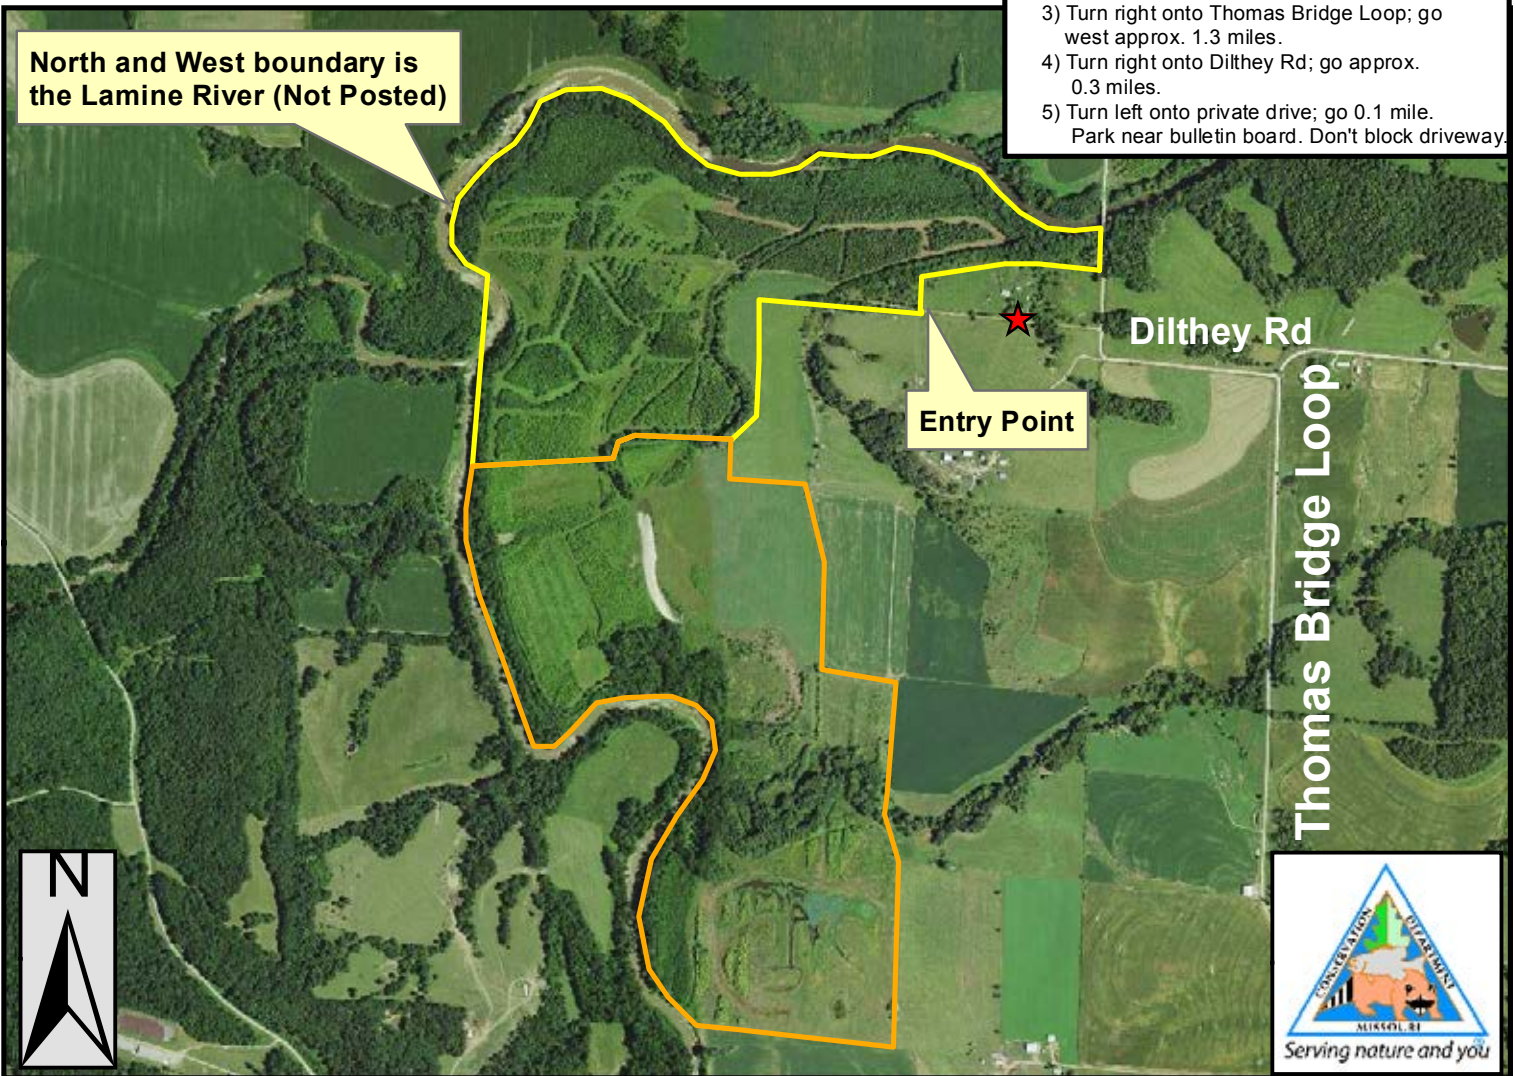 3) Turn right onto Thomas Bridge Loop; go
west approx. 1.3 miles.
4) Turn right onto Dilthey Rd; go approx.
0.3 miles.
5) Turn left onto private drive; go 0.1 mile.
Park near bulletin board. Don't block driveway.
North and West boundary is
the Lamine River (Not Posted)
Dilthey Rd
Entry Point
Thomas Bridge Loop
N
CONSERVATION
DEPARTMENT
MISSOURI
Serving nature and you